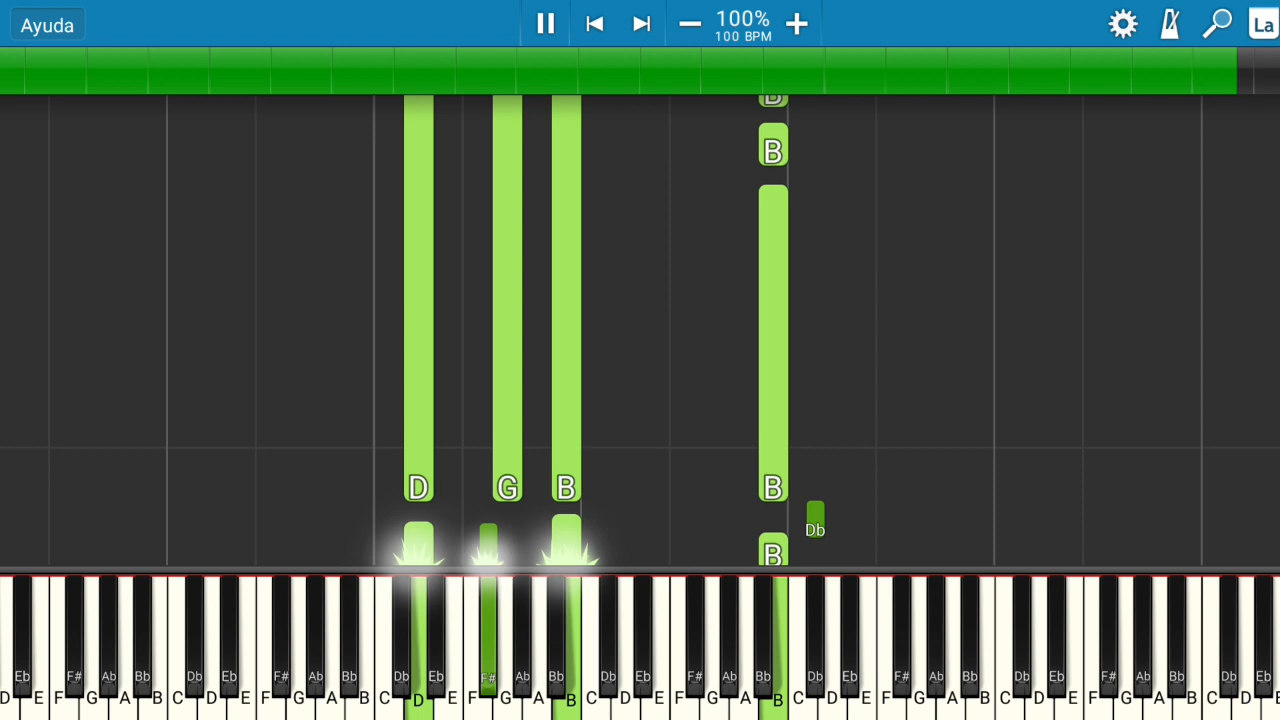 Ayuda
100%
100 BPM
La
B
B
D G B B
Db
B
Eb F# Ab Bb Db Eb F# Ab Bb Db Eb F# Ab Bb Db Eb F# Ab Bb Db Eb F# Ab Bb Db Eb F# Ab Bb Db Eb
D E F G A B C D E F G A B C D E F G A B C D E F G A B C D E F G A B C D E F G A B C D E